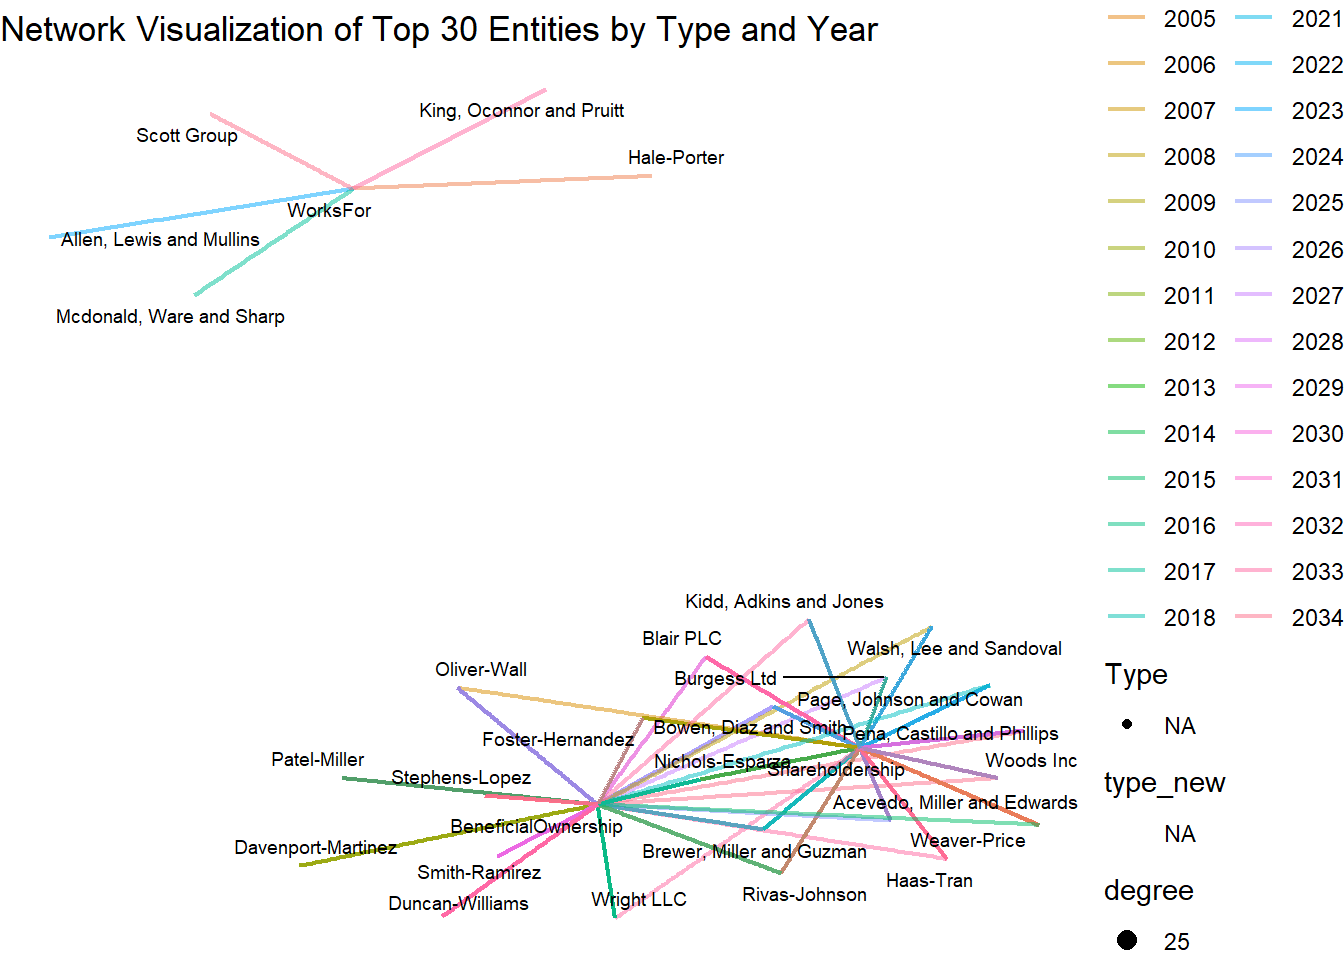 Network Visualization of Top 30 Entities by Type and Year
King, Oconnor and Pruitt
Scott Group
Hale-Porter
WorksFor
Allen, Lewis and Mullins
Mcdonald, Ware and Sharp
Kidd, Adkins and Jones
Blair PLC
Walsh, Lee and Sandoval
Oliver-Wall
Burgess Ltd
Page, Johnson and Cowan
Bowen, Diaz and Smith
Pena, Castillo and Phillips
Foster-Hernandez
Patel-Miller
Nichols-Esparza
Woods Inc
Shareholdership
Stephens-Lopez
Acevedo, Miller and Edwards
BeneficialOwnership
Weaver-Price
Davenport-Martinez
Brewer, Miller and Guzman
Smith-Ramirez
Haas-Tran
Rivas-Johnson
Wright LLC
Duncan-Williams
2005 2021
2006 2022
2007 2023
2008 2024
2009 2025
2010 2026
2011 2027
2012 2028
2013 2029
2014 2030
2015 2031
2016 2032
2017 2033
2018 2034
Type
NA
type_new
NA
degree
25